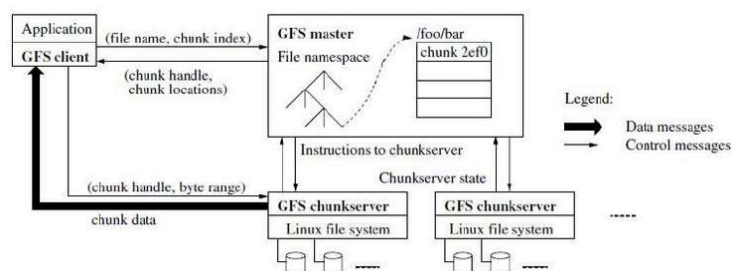 Application
GFS client
(file name, chunk index)
(chunk handle,
chunk locations)
GFS master
File namespace
/foo/bar
chunk 2ef0
Legend:
Data messages
Control messages
Instructions to chunkserver
Chunkserver state
(chunk handle, byte range)
chunk data
GFS chunkserver
Linux file system
GFS chunkserver
Linux file system